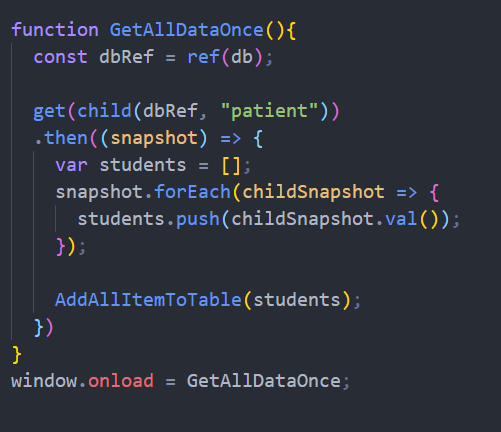 function GetAllDataOnce(){
  const dbRef = ref(db);

  get(child(dbRef, "patient"))
  .then((snapshot) => {
    var students = [];
    snapshot.forEach(childSnapshot => {
      students.push(childSnapshot.val());
    });

    AddAllItemToTable(students);
  })
}
window.onload = GetAllDataOnce;